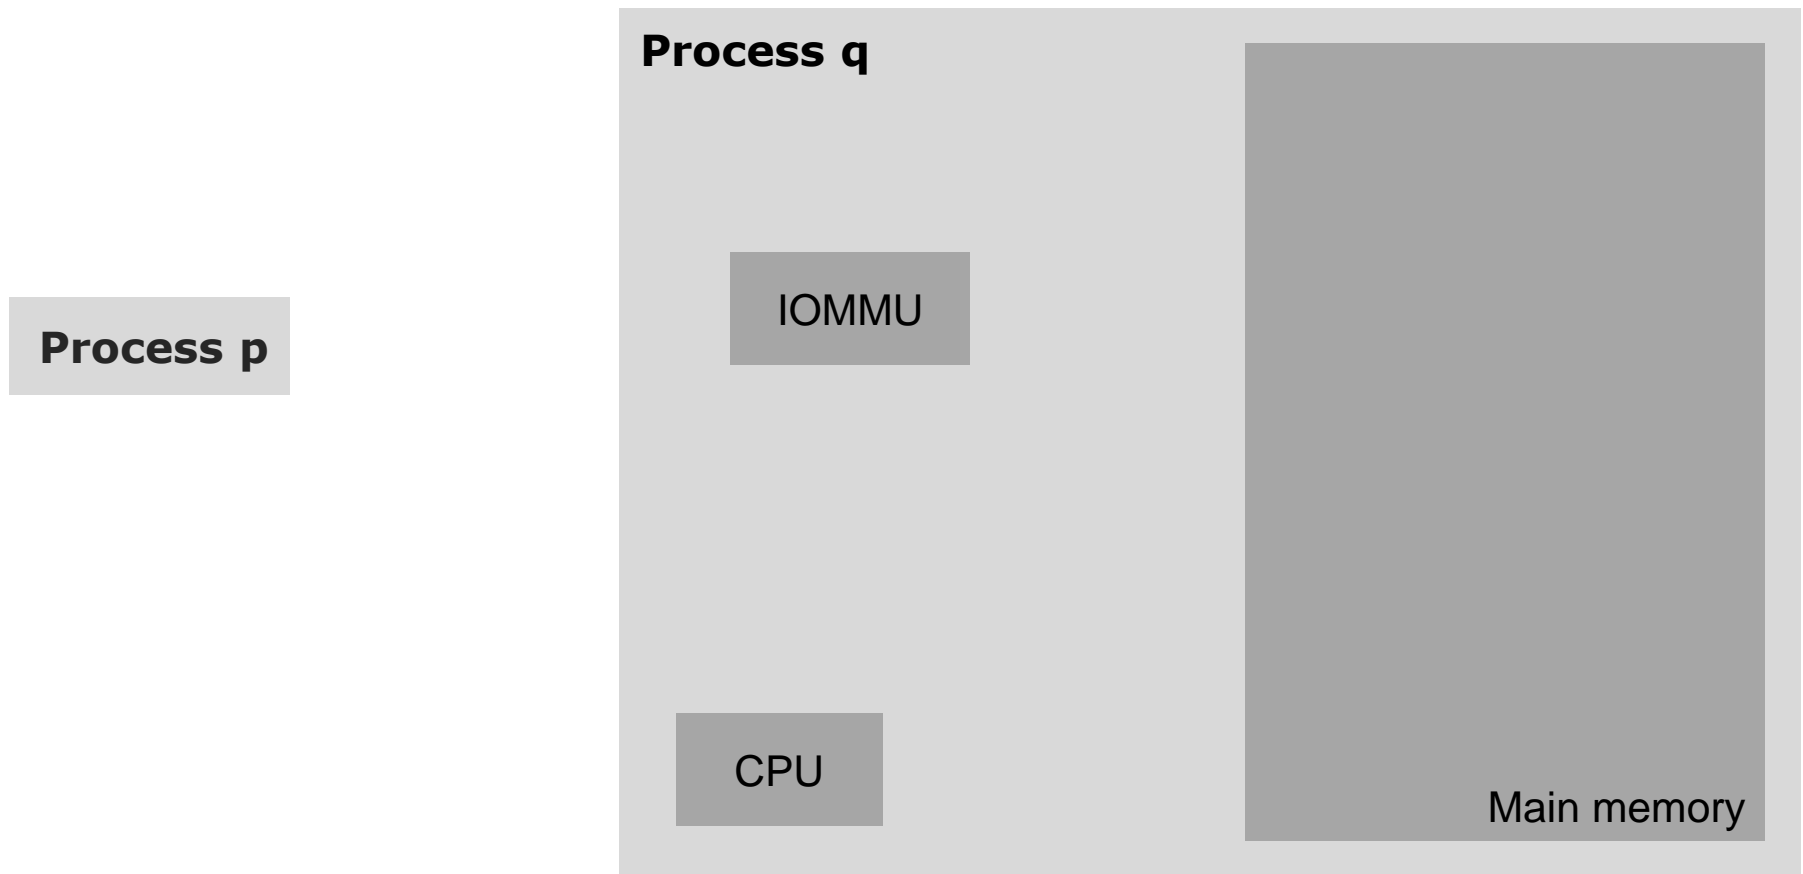 Process q
IOMMU
Process p
CPU
Main memory